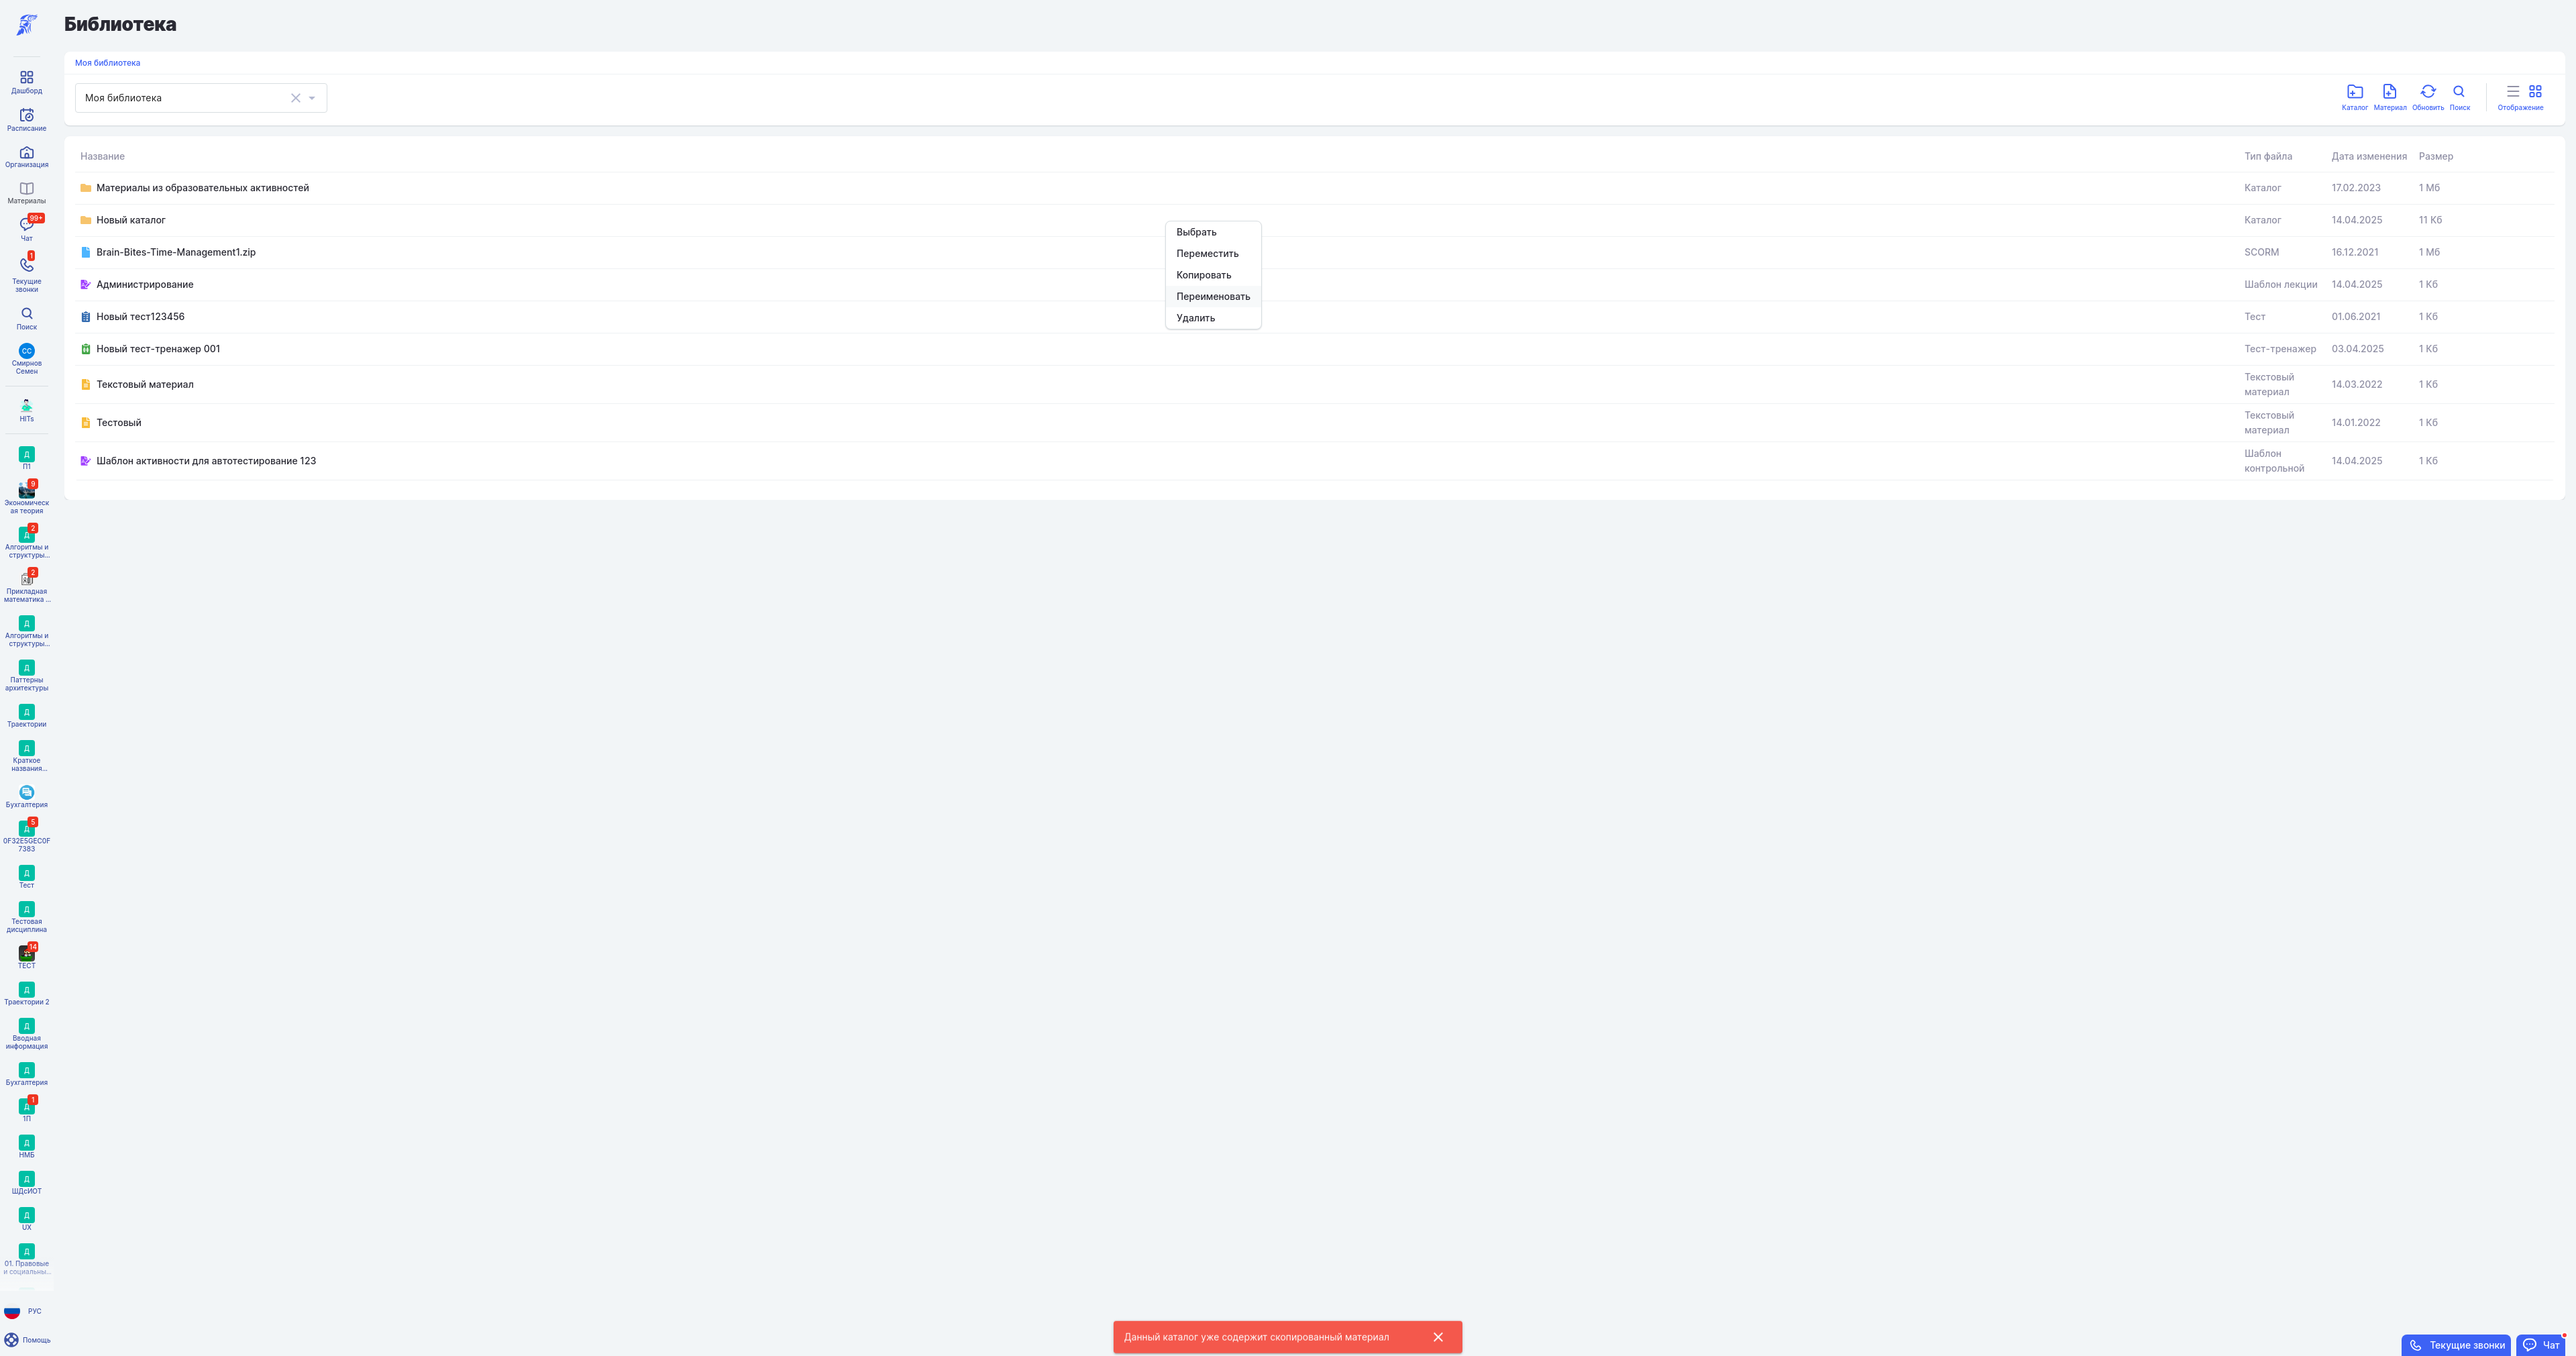 Библиотека
Моя библиотека
Моя библиотека
Каталог
Материал
Обновить
Поиск
Отображение
Название Тип файла Дата изменения Размер
Материалы из образовательных активностей Каталог 17.02.2023 1 Мб
Новый каталог Каталог 14.04.2025 11 Кб
Brain-Bites-Time-Management1.zip SCORM 16.12.2021 1 Мб
Администрирование Шаблон лекции 14.04.2025 1 Кб
Новый тест123456 Тест 01.06.2021 1 Кб
Новый тест-тренажер 001 Тест-тренажер 03.04.2025 1 Кб
Текстовый материал Текстовый
материал 14.03.2022 1 Кб
Тестовый Текстовый
материал 14.01.2022 1 Кб
Шаблон активности для автотестирование 123 Шаблон
контрольной 14.04.2025 1 Кб
Выбрать
Переместить
Копировать
Переименовать
Удалить
Дашборд
Расписание
Организация
Материалы
99+
Чат
1
Текущие
звонки
Поиск
СС
Смирнов
Семен
HITs
Д
П1
9
Экономическ
ая теория
Д 2
Алгоритмы и
структуры...
2
Прикладная
математика ...
Д
Алгоритмы и
структуры...
Д
Паттерны
архитектуры
Д
Траектории
Д
Краткое
названия...
Бухгалтерия
Д 5
0F32E5GEC0F
7383
Д
Тест
Д
Тестовая
дисциплина
14
ТЕСТ
Д
Траектории 2
Д
Вводная
информация
Д
Бухгалтерия
Д 1
1П
Д
НМБ
Д
ШДсИОТ
Д
UX
Д
01. Правовые
и социальны...
РУС
Помощь
Данный каталог уже содержит скопированный материал
Текущие звонки
Чат